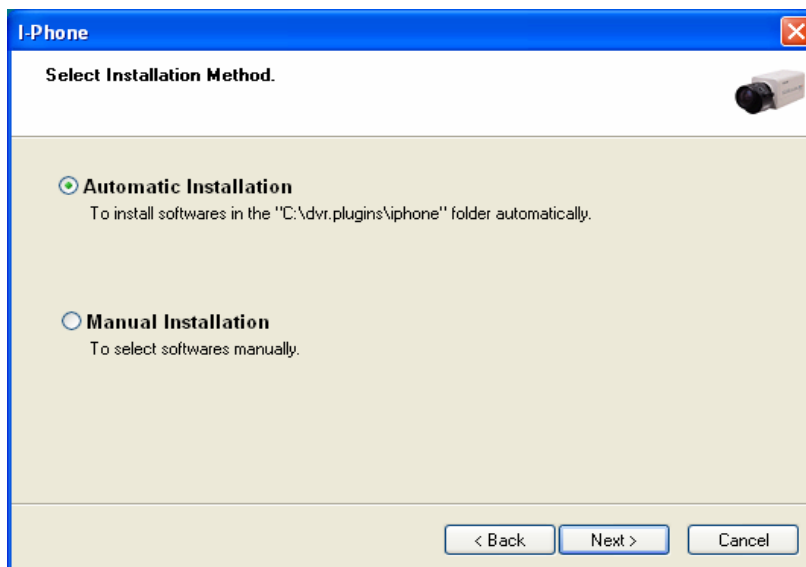 I-Phone
Select Installation Method.
Automatic Installation
To install softwares in the "C:\dvr.plugins\iphone" folder automatically.
Manual Installation
To select softwares manually.
< Back
Next >
Cancel